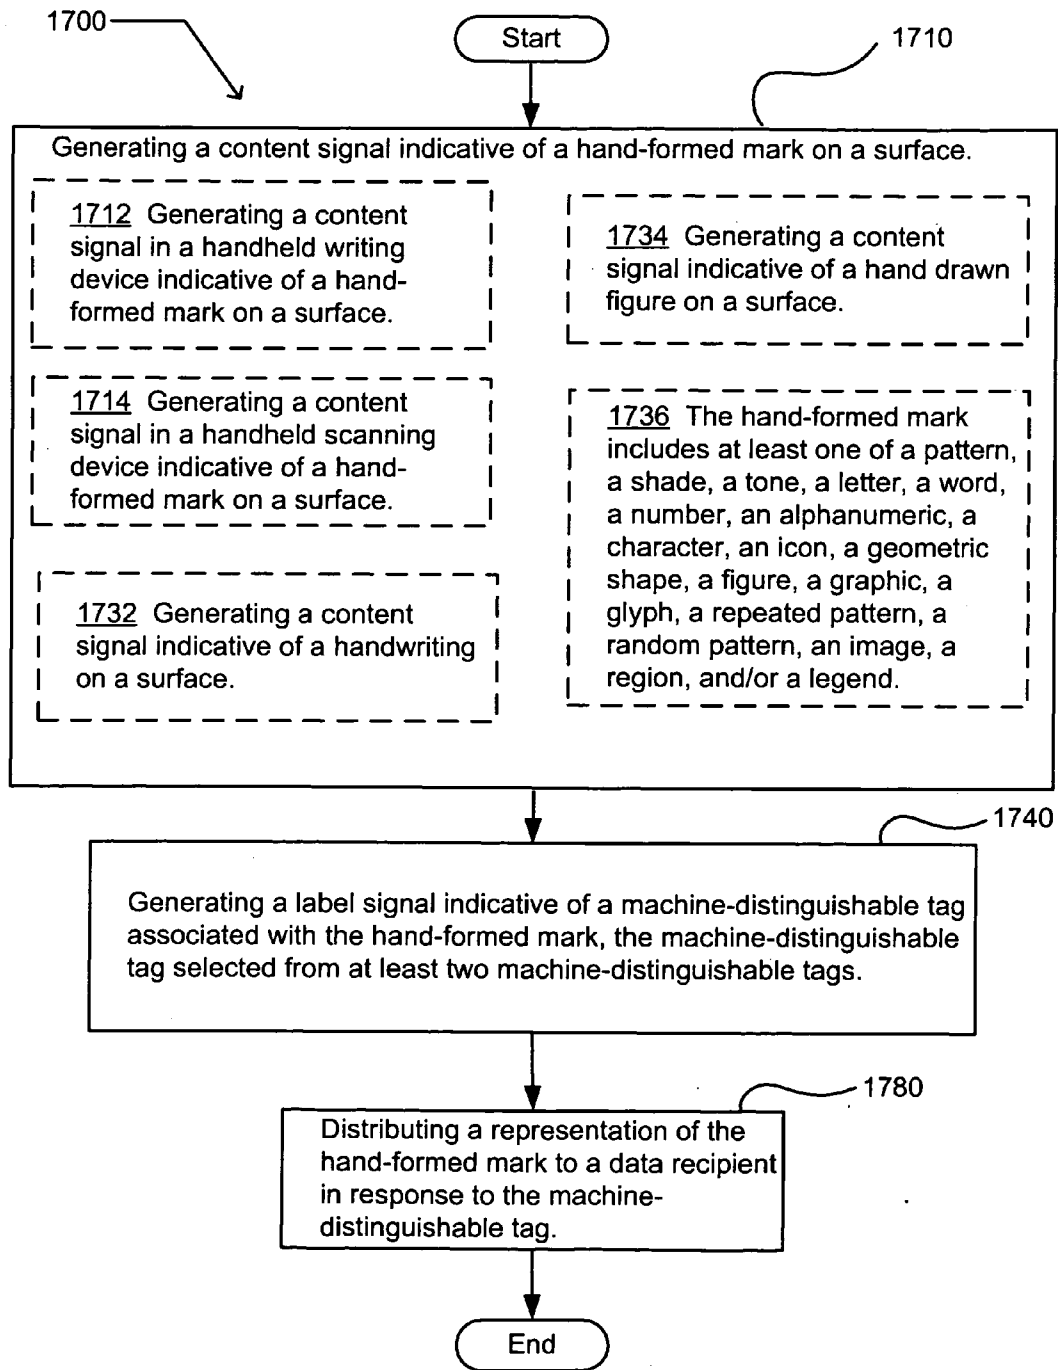 1700
Start
1710
Generating a content signal indicative of a hand-formed mark on a surface.
1712 Generating a content
signal in a handheld writing
device indicative of a hand-
formed mark on a surface.
1714 Generating a content
signal in a handheld scanning
device indicative of a hand-
formed mark on a surface.
1732 Generating a content
signal indicative of a handwriting
on a surface.
1734 Generating a content
signal indicative of a hand drawn
figure on a surface.
1736 The hand-formed mark
includes at least one of a pattern,
a shade, a tone, a letter, a word,
a number, an alphanumeric, a
character, an icon, a geometric
shape, a figure, a graphic, a
glyph, a repeated pattern, a
random pattern, an image, a
region, and/or a legend.
1740
Generating a label signal indicative of a machine-distinguishable tag
associated with the hand-formed mark, the machine-distinguishable
tag selected from at least two machine-distinguishable tags.
1780
Distributing a representation of the
hand-formed mark to a data recipient
in response to the machine-
distinguishable tag.
End